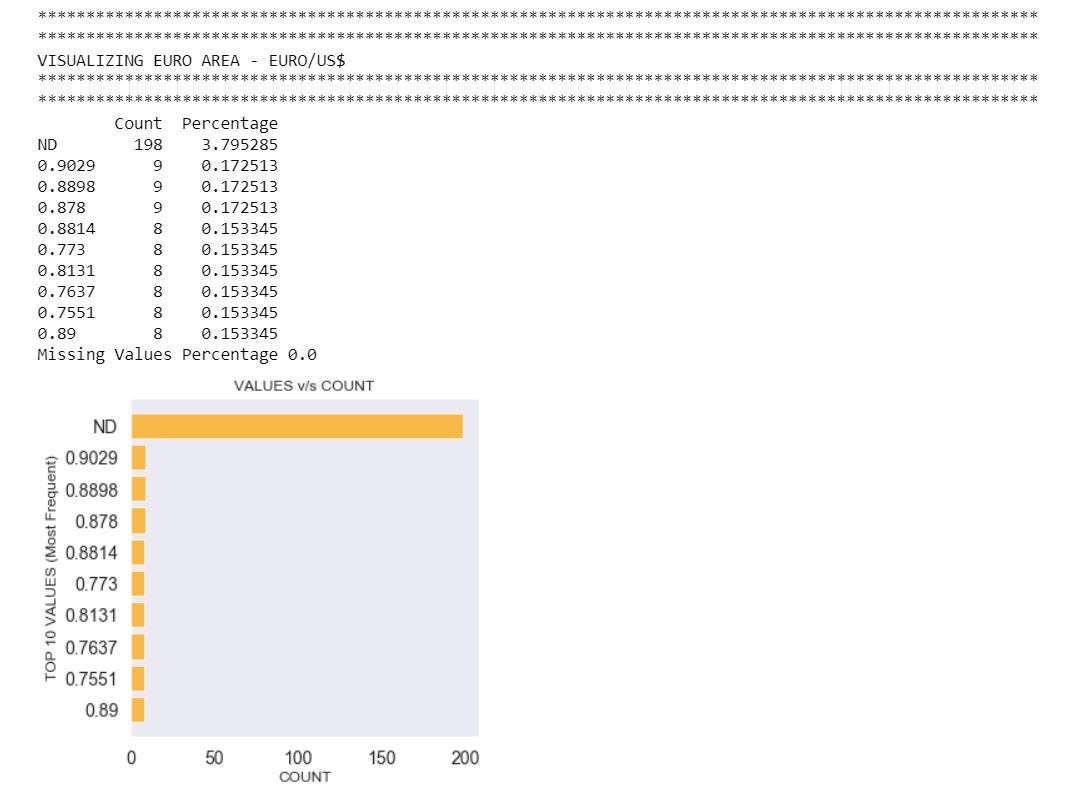 ********************************************************************************************************
********************************************************************************************************
VISUALIZING EURO AREA - EURO/US$
********************************************************************************************************
********************************************************************************************************
Count Percentage
ND 198 3.795285
0.9029 9 0.172513
0.8898 9 0.172513
0.878 9 0.172513
0.8814 8 0.153345
0.773 8 0.153345
0.8131 8 0.153345
0.7637 8 0.153345
0.7551 8 0.153345
0.89 8 0.153345
Missing Values Percentage 0.0
VALUES v/s COUNT
TOP 10 VALUES (Most Frequent)
ND
0.9029
0.8898
0.878
0.8814
0.773
0.8131
0.7637
0.7551
0.89
0 50 100 150 200
COUNT